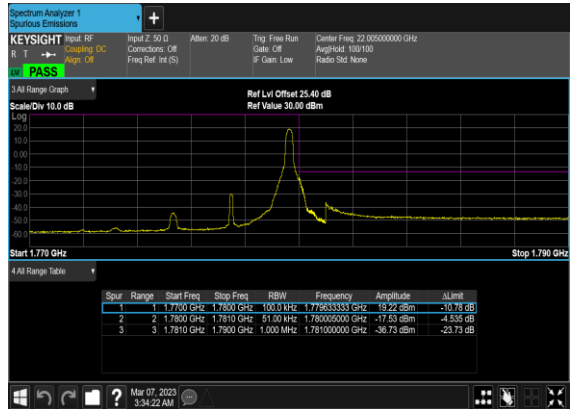 Spectrum Analyzer 1
Spurious Emissions
+
KEYSIGHT Input: RF Input Z: 50 Ω Atten: 20 dB Trig: Free Run Center Freq: 22.005000000 GHz
R T Coupling: DC Corrections: Off Gate: Off Avg|Hold: 100/100
Align: Off Freq Ref: Int (S) IF Gain: Low Radio Std: None
PASS
3 All Range Graph
Ref Lvl Offset 25.40 dB
Scale/Div 10.0 dB Ref Value 30.00 dBm
Log
20.0
10.0
0.00
-10.0
-20.0
-30.0
-40.0
-50.0
-60.0
Start 1.770 GHz Stop 1.790 GHz
4 All Range Table
Spur Range Start Freq Stop Freq RBW Frequency Amplitude ΔLimit
1 1 1.7700 GHz 1.7800 GHz 100.0 kHz 1.779633333 GHz 19.22 dBm -10.78 dB
2 2 1.7800 GHz 1.7810 GHz 51.00 kHz 1.780005000 GHz -17.53 dBm -4.535 dB
3 3 1.7810 GHz 1.7900 GHz 1.000 MHz 1.781000000 GHz -36.73 dBm -23.73 dB
? Mar 07, 2023
3:34:22 AM